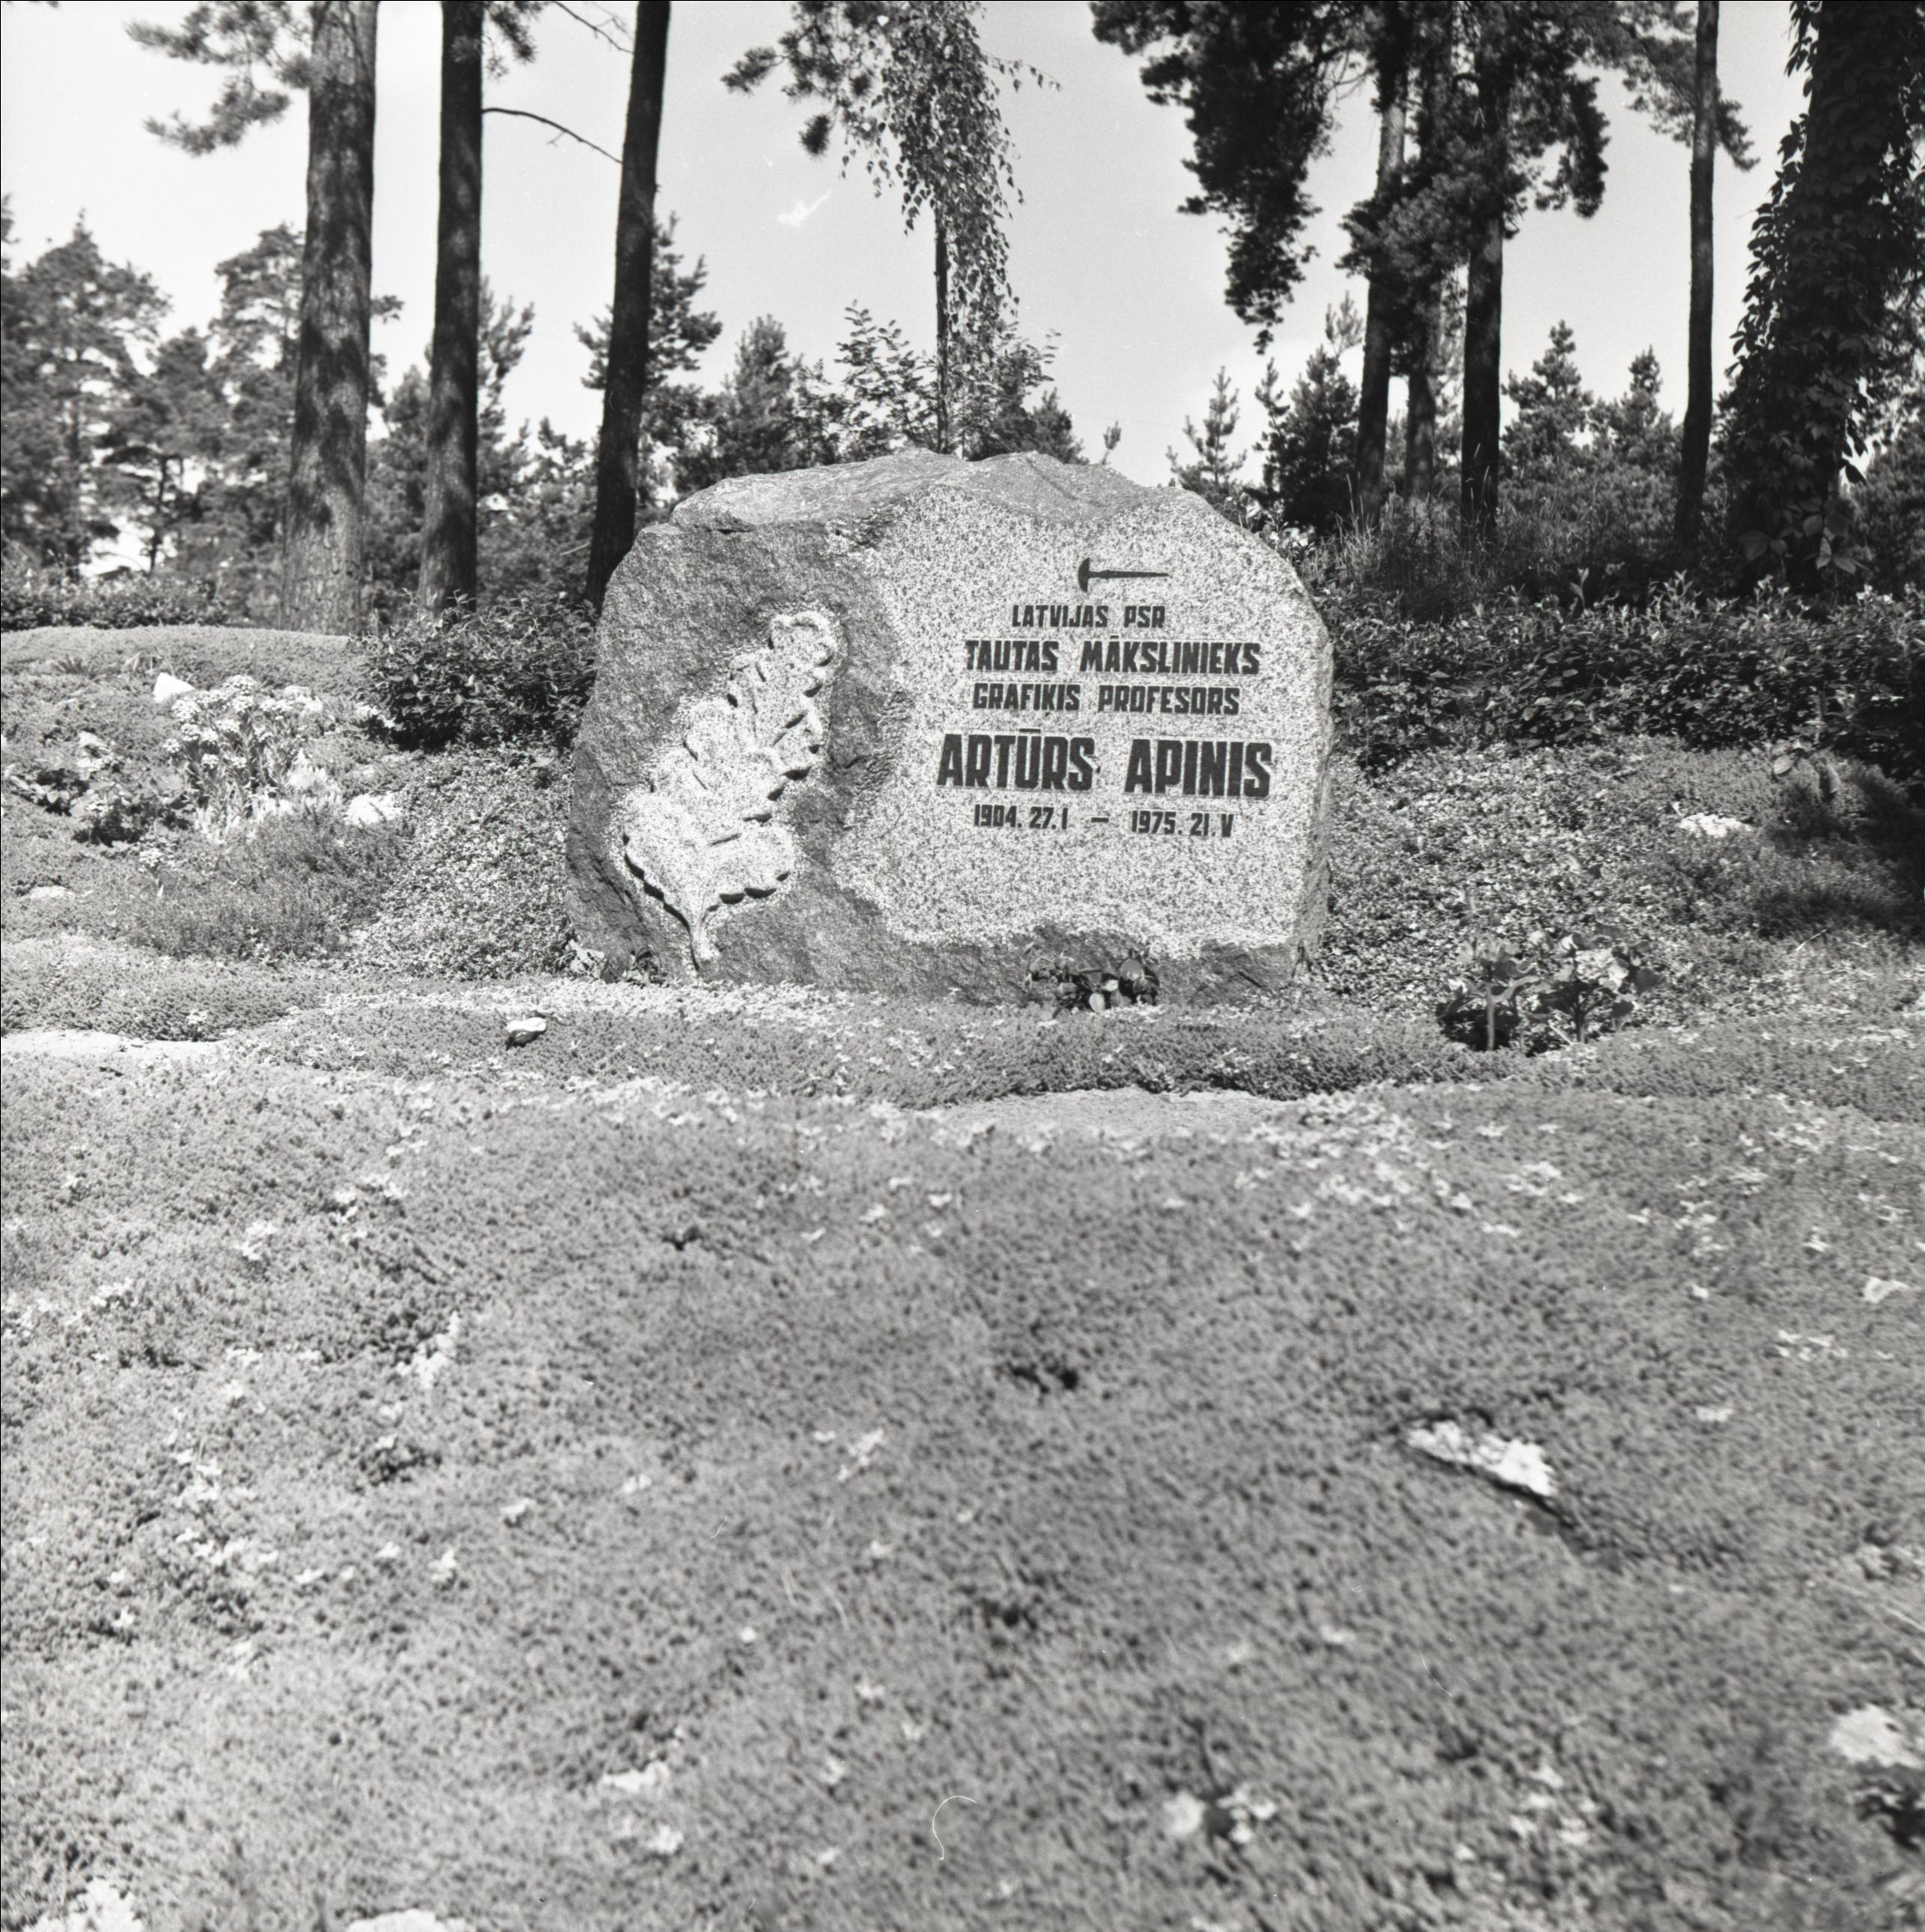 LATVIJAS PSR
TAUTAS MĀKSLINIEKS
GRAFIĶIS PROFESORS
ARTŪRS APINIS
1904. 27. I — 1975. 21. V